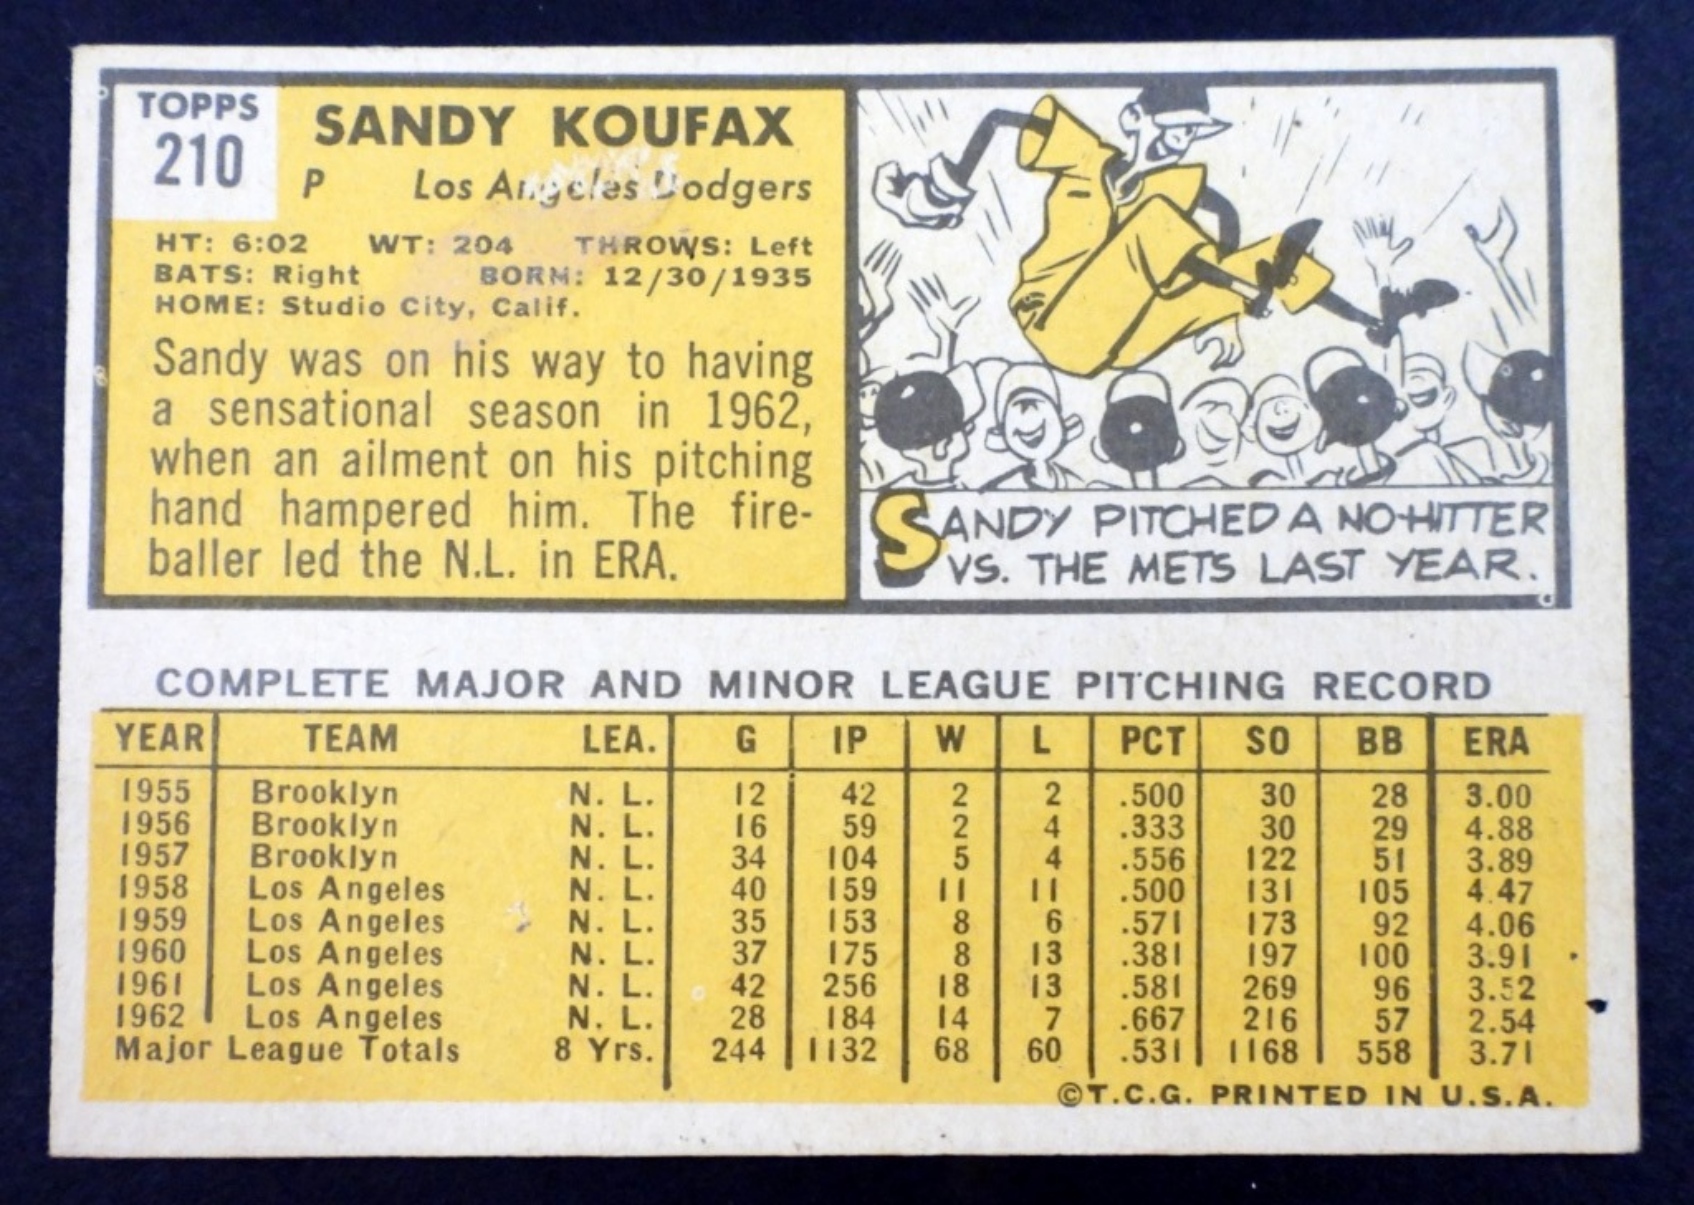 TOPPS
210
SANDY KOUFAX
P Los Angeles Dodgers
HT: 6:02 WT: 204 THROWS: Left
BATS: Right BORN: 12/30/1935
HOME: Studio City, Calif.
Sandy was on his way to having
a sensational season in 1962,
when an ailment on his pitching
hand hampered him. The fire-
baller led the N.L. in ERA.
SANDY PITCHED A NO-HITTER
VS. THE METS LAST YEAR.
COMPLETE MAJOR AND MINOR LEAGUE PITCHING RECORD
YEAR TEAM LEA. G IP W L PCT SO BB ERA
1955 Brooklyn N. L. 12 42 2 2 .500 30 28 3.00
1956 Brooklyn N. L. 16 59 2 4 .333 30 29 4.88
1957 Brooklyn N. L. 34 104 5 4 .556 122 51 3.89
1958 Los Angeles N. L. 40 159 11 11 .500 131 105 4.47
1959 Los Angeles N. L. 35 153 8 6 .571 173 92 4.06
1960 Los Angeles N. L. 37 175 8 13 .381 197 100 3.91
1961 Los Angeles N. L. 42 256 18 13 .581 269 96 3.52
1962 Los Angeles N. L. 28 184 14 7 .667 216 57 2.54
Major League Totals 8 Yrs. 244 1132 68 60 .531 1168 558 3.71
©T.C.G. PRINTED IN U.S.A.